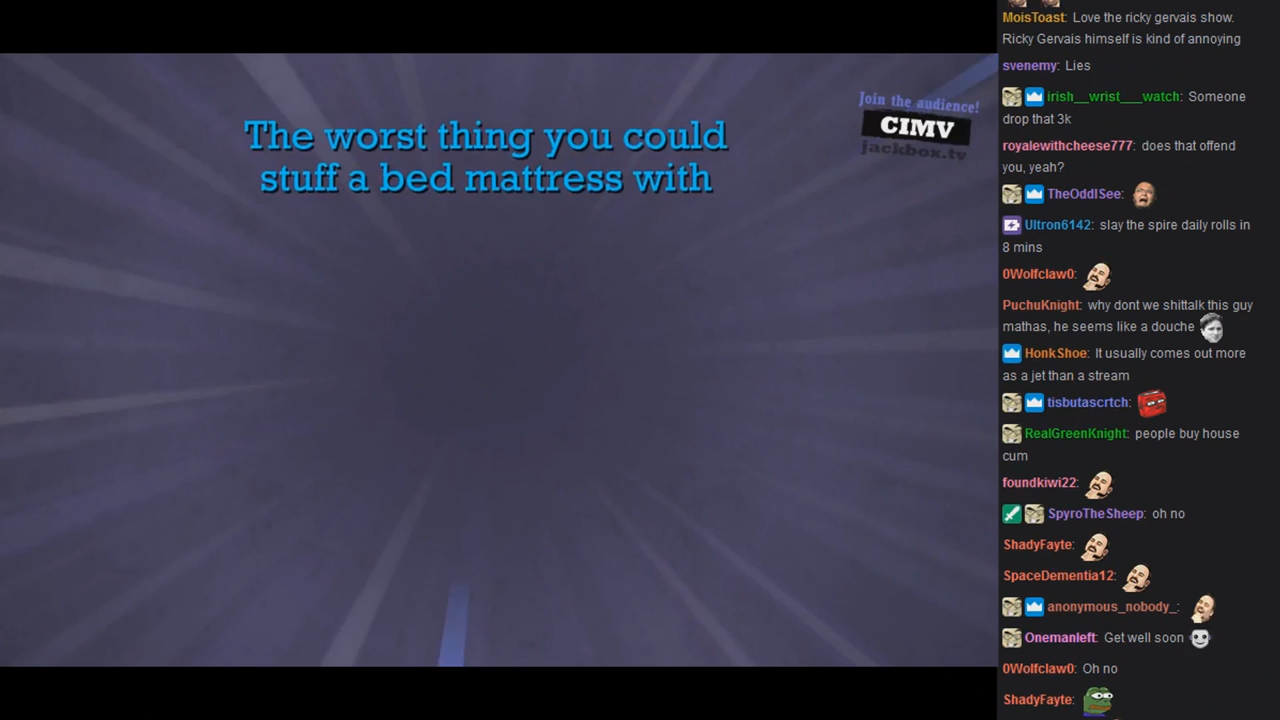 The worst thing you could
stuff a bed mattress with
Join the audience!
CIMV
jackbox.tv
MoisToast: Love the ricky gervais show.
Ricky Gervais himself is kind of annoying
svenemy: Lies
irish__wrist___watch: Someone
drop that 3k
royalewithcheese777: does that offend
you, yeah?
TheOddISee:
Ultron6142: slay the spire daily rolls in
8 mins
0Wolfclaw0:
PuchuKnight: why dont we shittalk this guy
mathas, he seems like a douche
HonkShoe: It usually comes out more
as a jet than a stream
tisbutascrtch:
RealGreenKnight: people buy house
cum
foundkiwi22:
SpyroTheSheep: oh no
ShadyFayte:
SpaceDementia12:
anonymous_nobody_:
Onemanleft: Get well soon
0Wolfclaw0: Oh no
ShadyFayte: